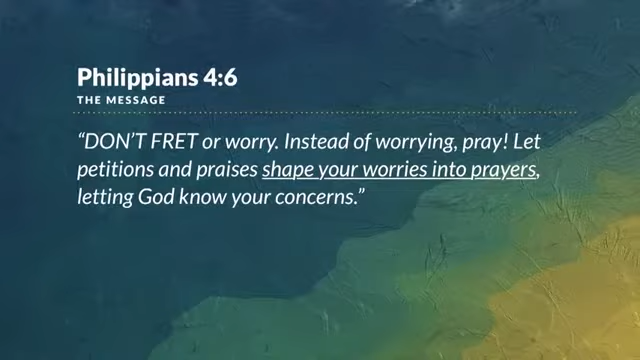 Philippians 4:6
THE MESSAGE
“DON’T FRET or worry. Instead of worrying, pray! Let
petitions and praises shape your worries into prayers,
letting God know your concerns.”